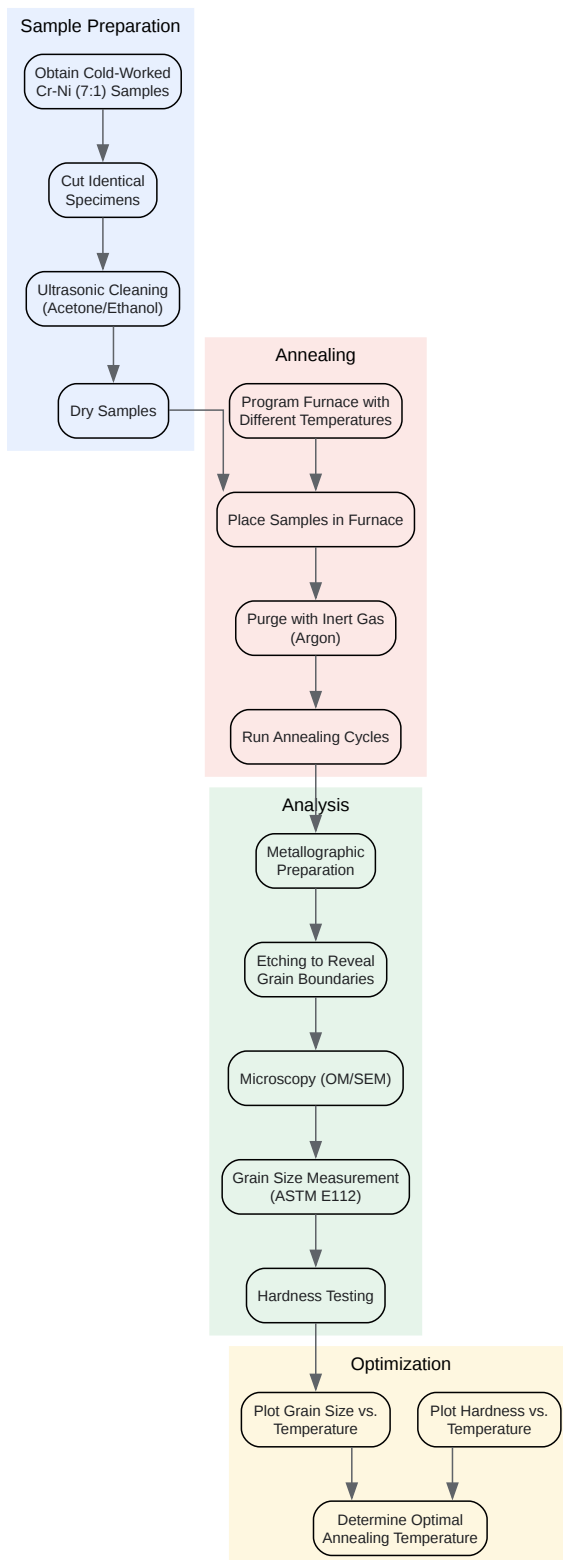 Sample Preparation
Obtain Cold-Worked
Cr-Ni (7:1) Samples
Cut Identical
Specimens
Ultrasonic Cleaning
(Acetone/Ethanol)
Dry Samples
Annealing
Program Furnace with
Different Temperatures
Place Samples in Furnace
Purge with Inert Gas
(Argon)
Run Annealing Cycles
Analysis
Metallographic
Preparation
Etching to Reveal
Grain Boundaries
Microscopy (OM/SEM)
Grain Size Measurement
(ASTM E112)
Hardness Testing
Optimization
Plot Grain Size vs.
Temperature
Plot Hardness vs.
Temperature
Determine Optimal
Annealing Temperature